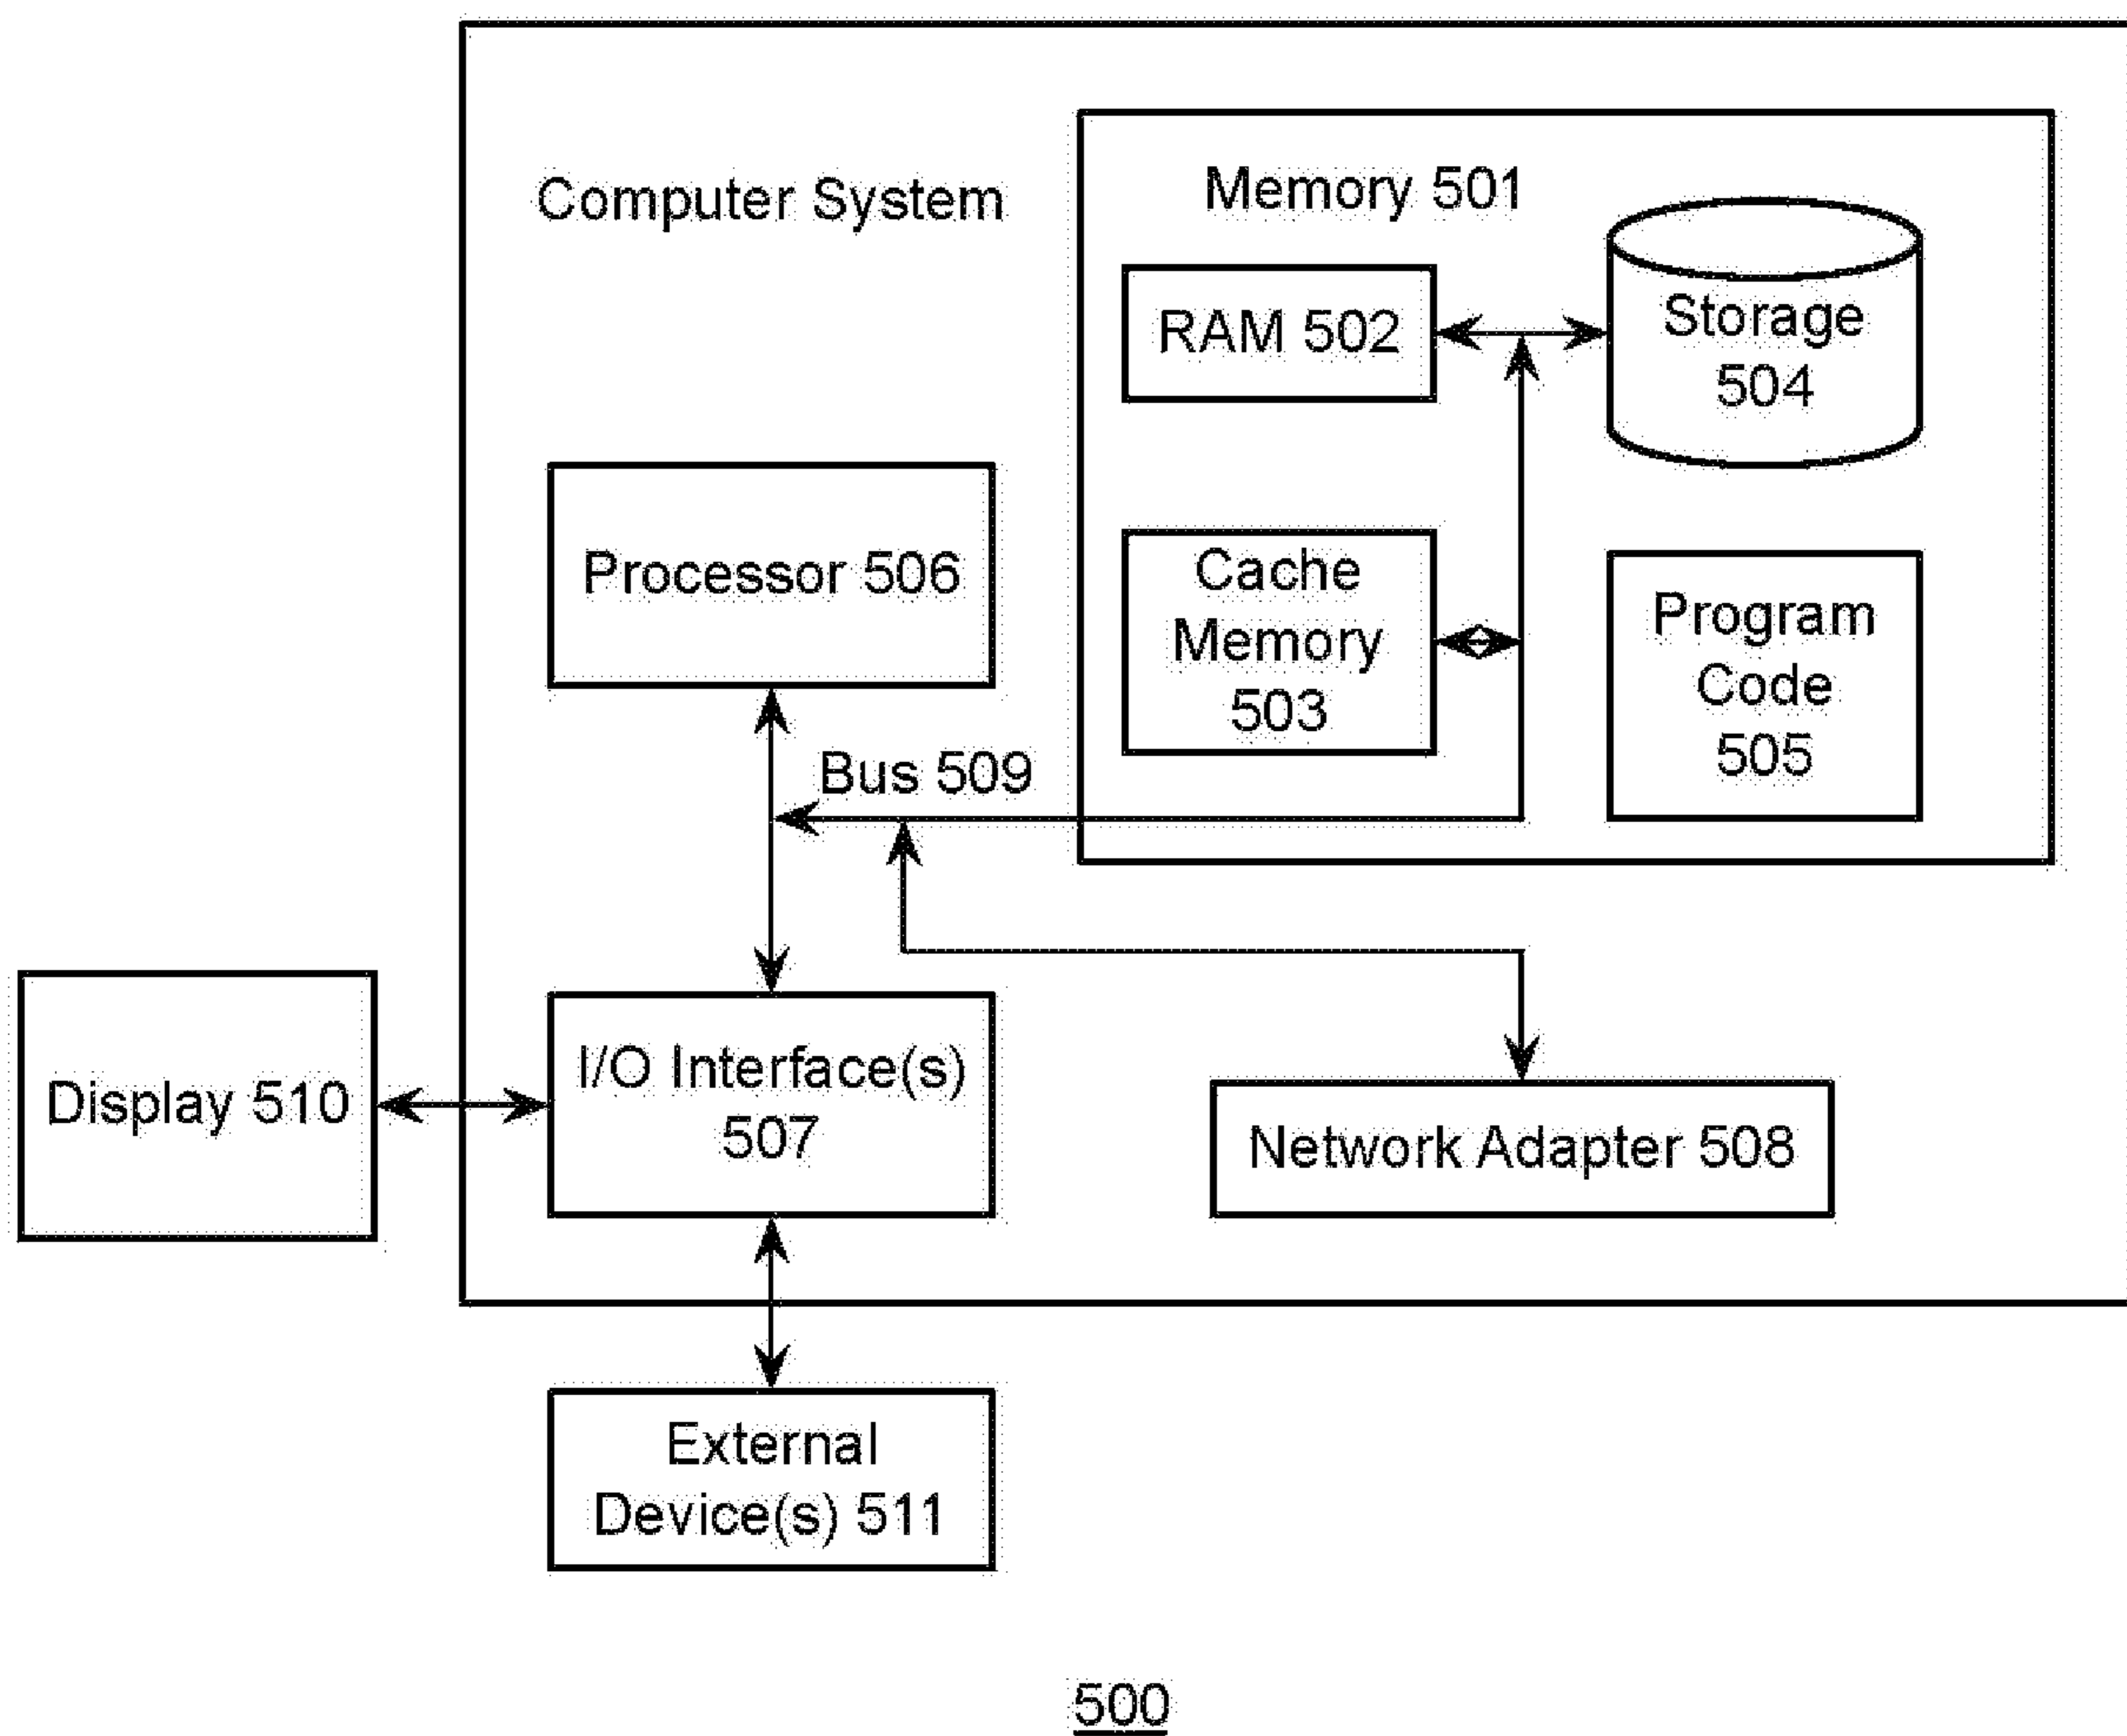 Computer System
Memory 501
RAM 502
Storage
504
Processor 506
Cache
Memory
503
Program
Code
505
Bus 509
Display 510
I/O Interface(s)
507
Network Adapter 508
External
Device(s) 511
500